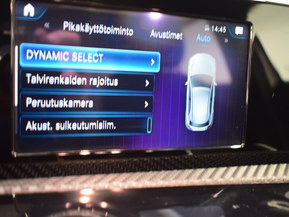 14:45
Pikakäyttötoiminto Avustimet Auto
DYNAMIC SELECT
Talvirenkaiden rajoitus
Peruutuskamera
Akust. sulkeutumisilm.